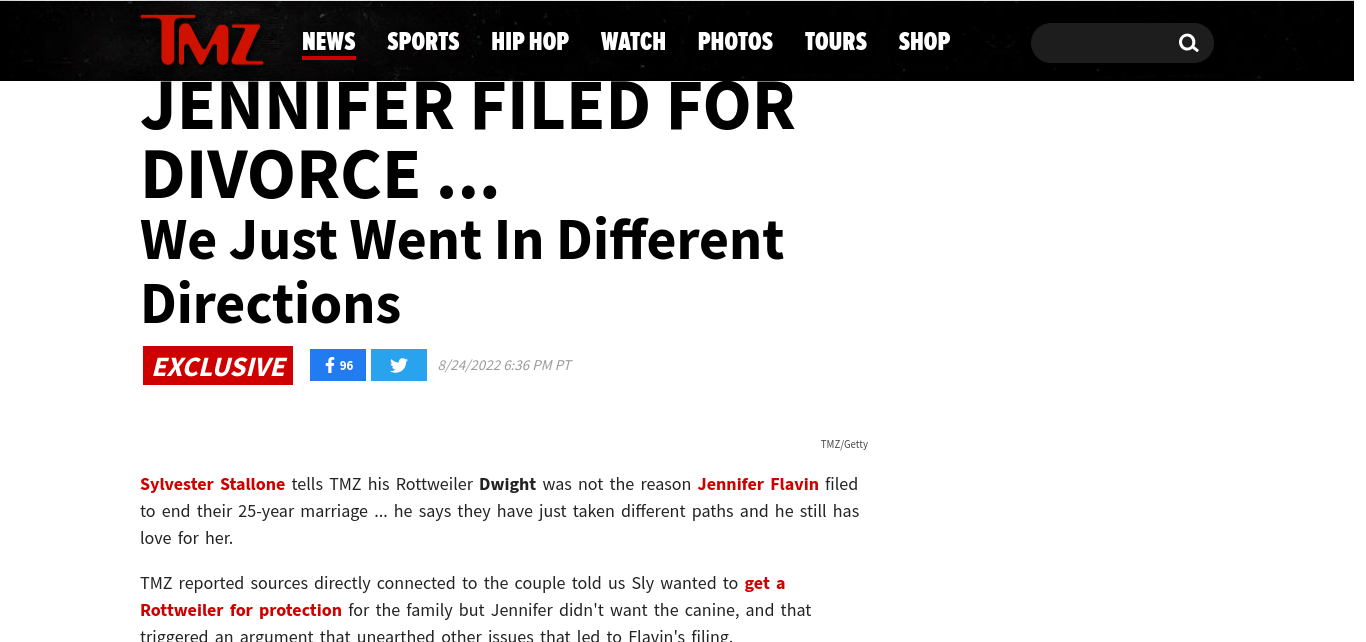 TMZ
NEWS SPORTS HIP HOP WATCH PHOTOS TOURS SHOP
JENNIFER FILED FOR
DIVORCE ...
We Just Went In Different
Directions
EXCLUSIVE 96 8/24/2022 6:36 PM PT
TMZ/Getty
Sylvester Stallone tells TMZ his Rottweiler Dwight was not the reason Jennifer Flavin filed
to end their 25-year marriage ... he says they have just taken different paths and he still has
love for her.
TMZ reported sources directly connected to the couple told us Sly wanted to get a
Rottweiler for protection for the family but Jennifer didn't want the canine, and that
triggered an argument that unearthed other issues that led to Flavin's filing.